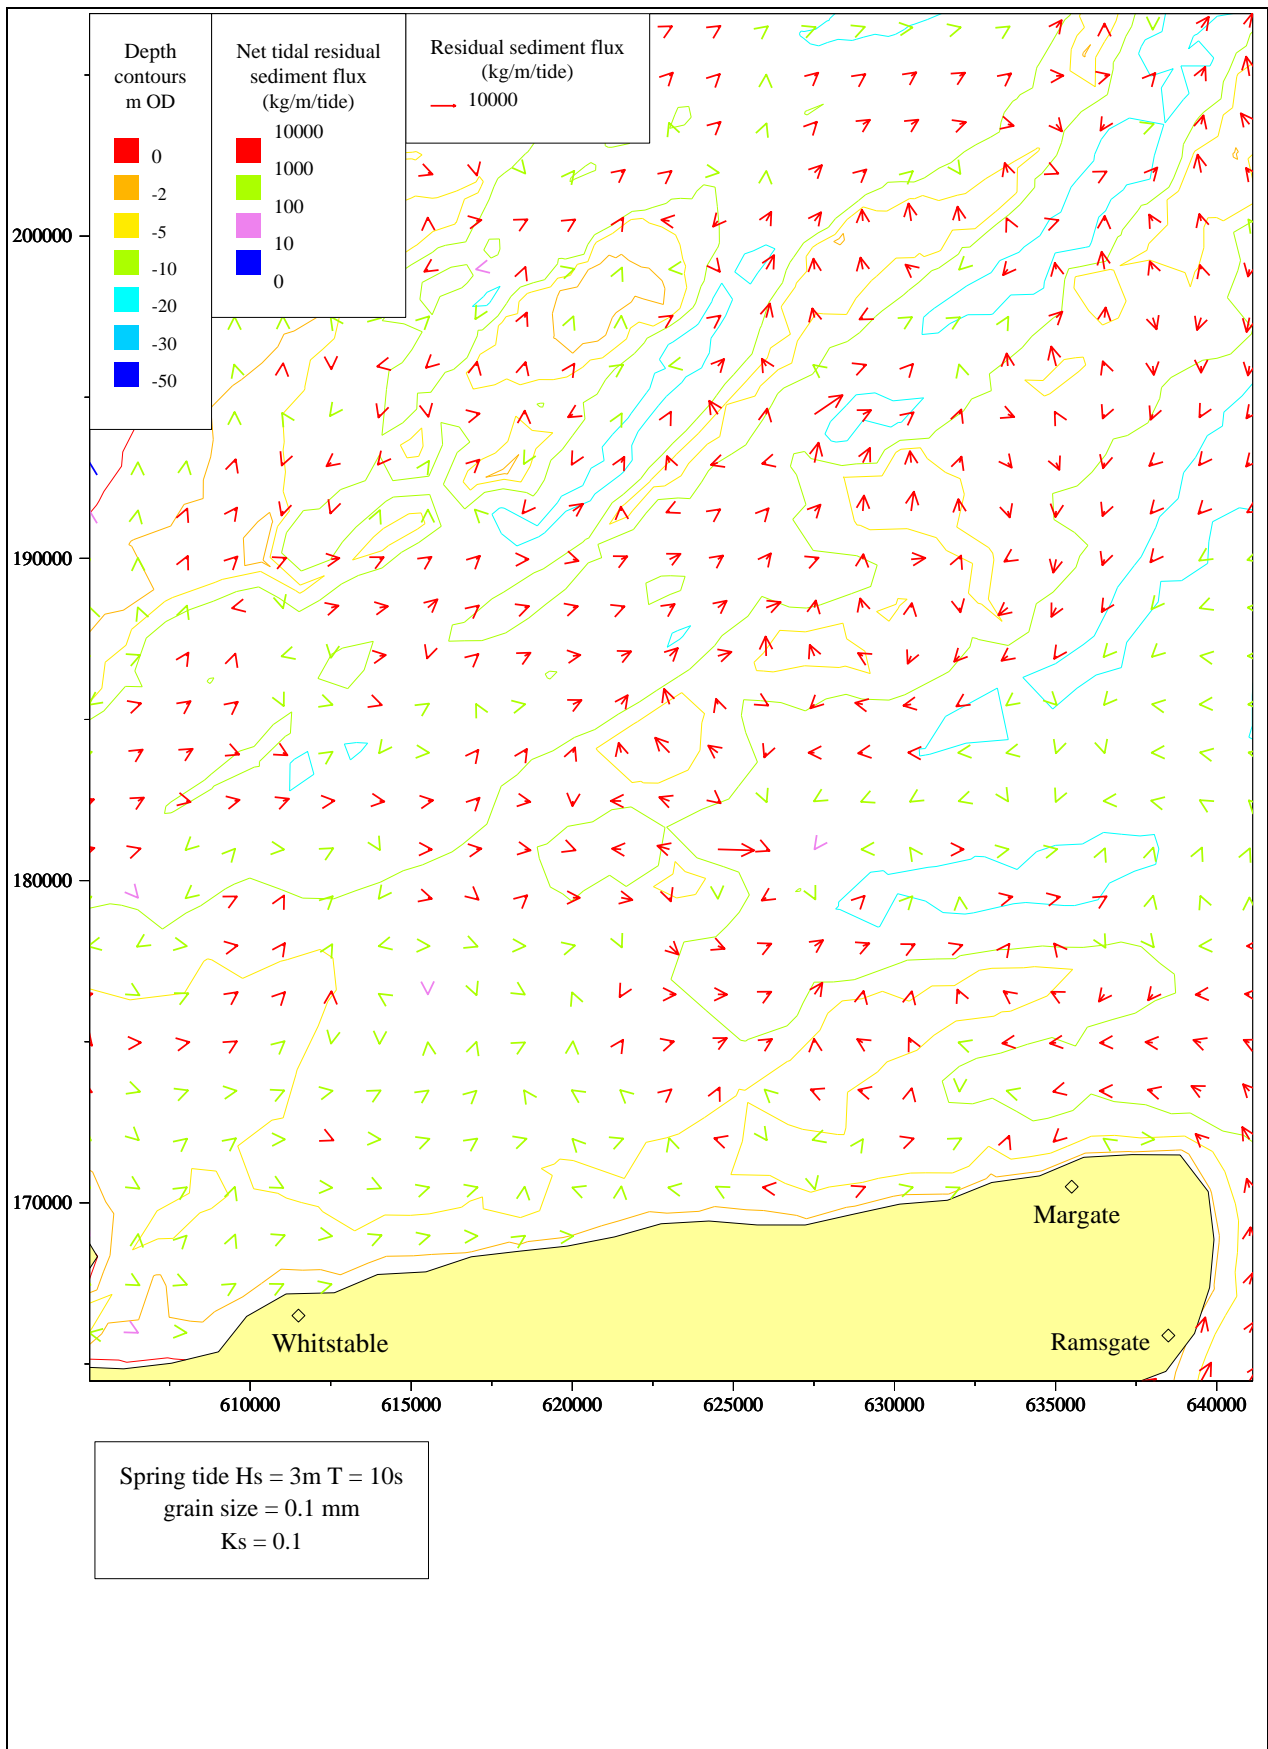 Depth
contours
m OD
0
-2
-5
-10
-20
-30
-50
Net tidal residual
sediment flux
(kg/m/tide)
10000
1000
100
10
0
Residual sediment flux
(kg/m/tide)
10000
200000
190000
180000
170000
Margate
Whitstable
Ramsgate
610000 615000 620000 625000 630000 635000 640000
Spring tide Hs = 3m T = 10s
grain size = 0.1 mm
Ks = 0.1